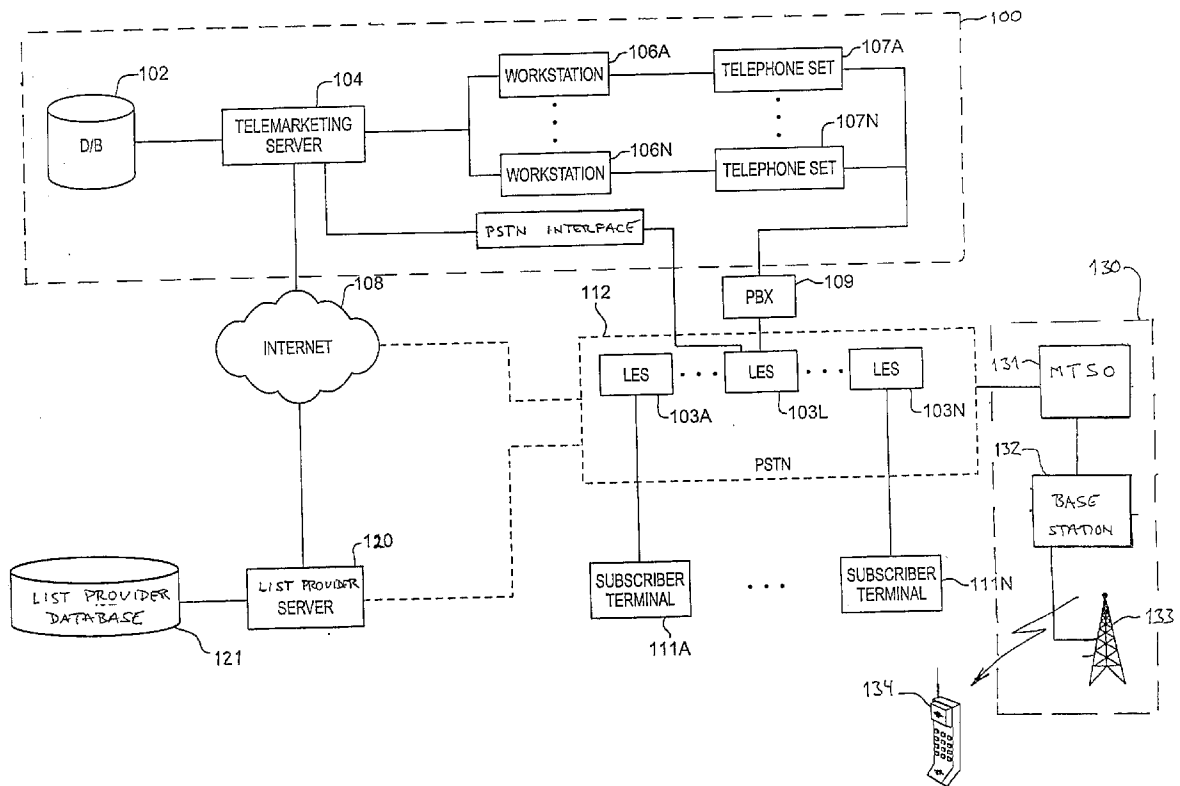 100
102
D/B
104
TELEMARKETING
SERVER
106A
WORKSTATION
107A
TELEPHONE SET
106N
WORKSTATION
107N
TELEPHONE SET
PSTN INTERFACE
108
INTERNET
109
PBX
112
LES
103A
LES
103L
LES
103N
PSTN
130
131
MTSO
132
BASE
STATION
133
134
120
LIST PROVIDER
SERVER
LIST PROVIDER
DATABASE
121
SUBSCRIBER
TERMINAL
111A
SUBSCRIBER
TERMINAL
111N